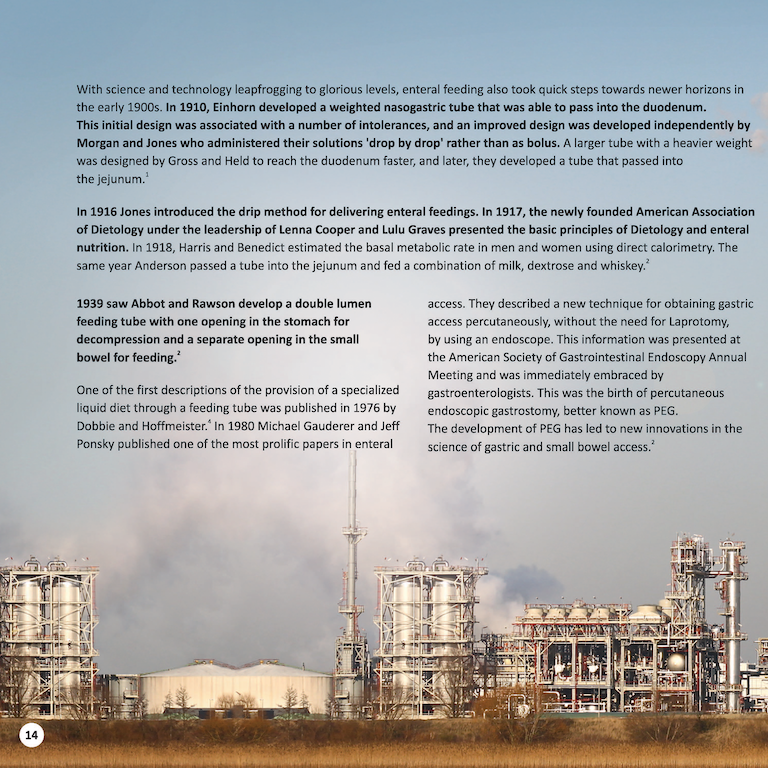 With science and technology leapfrogging to glorious levels, enteral feeding also took quick steps towards newer horizons in
the early 1900s. In 1910, Einhorn developed a weighted nasogastric tube that was able to pass into the duodenum.
This initial design was associated with a number of intolerances, and an improved design was developed independently by
Morgan and Jones who administered their solutions 'drop by drop' rather than as bolus. A larger tube with a heavier weight
was designed by Gross and Held to reach the duodenum faster, and later, they developed a tube that passed into
the jejunum.1
In 1916 Jones introduced the drip method for delivering enteral feedings. In 1917, the newly founded American Association
of Dietology under the leadership of Lenna Cooper and Lulu Graves presented the basic principles of Dietology and enteral
nutrition. In 1918, Harris and Benedict estimated the basal metabolic rate in men and women using direct calorimetry. The
same year Anderson passed a tube into the jejunum and fed a combination of milk, dextrose and whiskey.2
1939 saw Abbot and Rawson develop a double lumen
feeding tube with one opening in the stomach for
decompression and a separate opening in the small
bowel for feeding.2
One of the first descriptions of the provision of a specialized
liquid diet through a feeding tube was published in 1976 by
Dobbie and Hoffmeister.4 In 1980 Michael Gauderer and Jeff
Ponsky published one of the most prolific papers in enteral
access. They described a new technique for obtaining gastric
access percutaneously, without the need for Laprotomy,
by using an endoscope. This information was presented at
the American Society of Gastrointestinal Endoscopy Annual
Meeting and was immediately embraced by
gastroenterologists. This was the birth of percutaneous
endoscopic gastrostomy, better known as PEG.
The development of PEG has led to new innovations in the
science of gastric and small bowel access.2
14